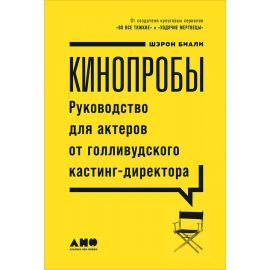 От создателя культовых сериалов
«ВО ВСЕ ТЯЖКИЕ» и «ХОДЯЧИЕ МЕРТВЕЦЫ»
ШЭРОН БИАЛИ
КИНОПРОБЫ
Руководство
для актеров
от голливудского
кастинг-директора